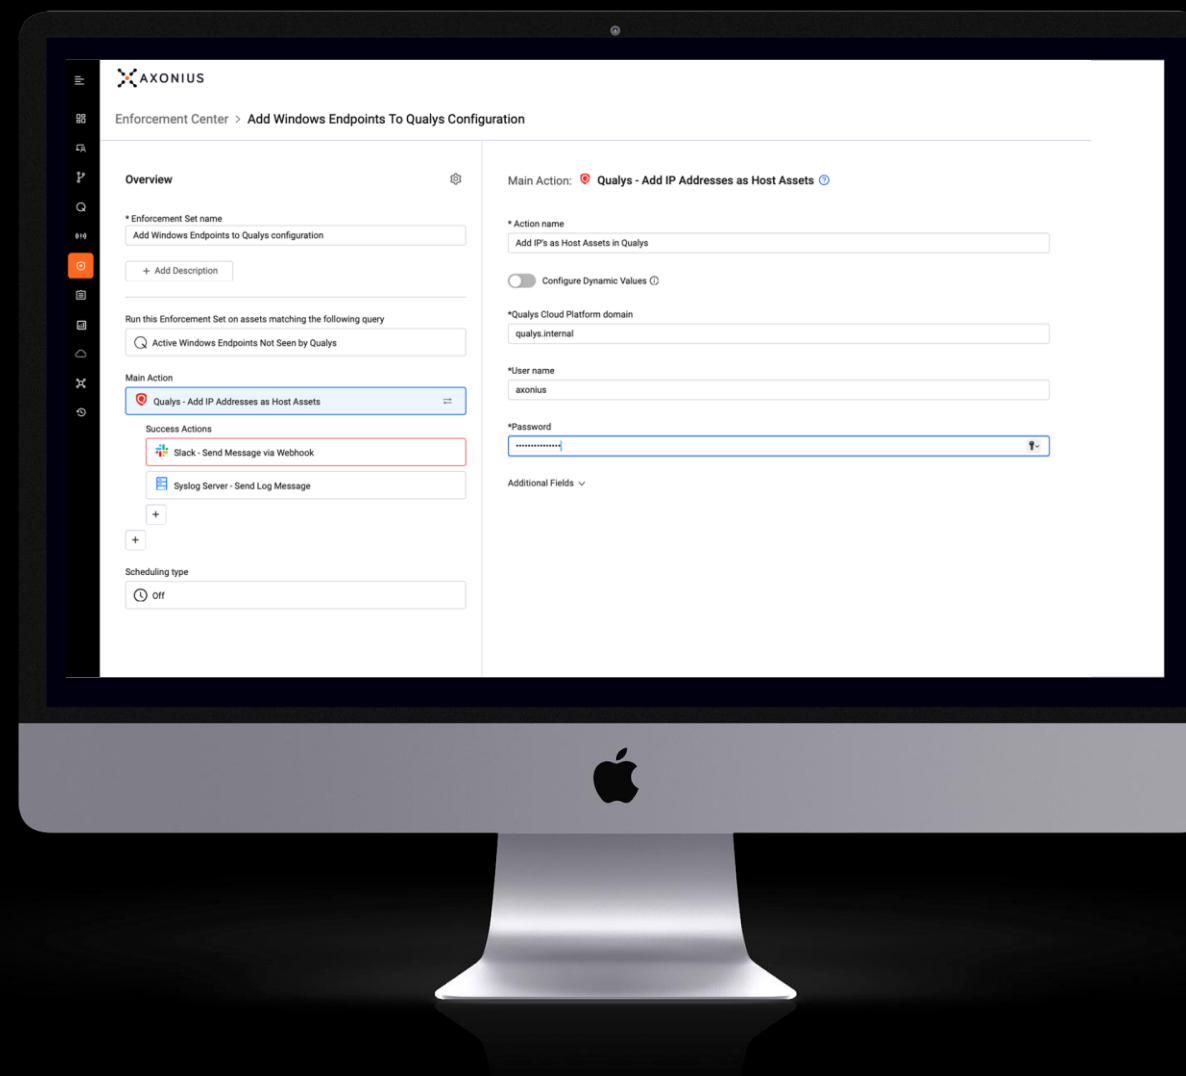 AXONIUS
Enforcement Center > Add Windows Endpoints To Qualys Configuration
Overview
* Enforcement Set name
Add Windows Endpoints to Qualys configuration
+ Add Description
Run this Enforcement Set on assets matching the following query
Active Windows Endpoints Not Seen by Qualys
Main Action
Qualys - Add IP Addresses as Host Assets
Success Actions
Slack - Send Message via Webhook
Syslog Server - Send Log Message
+
+
Scheduling type
Off
Main Action: Qualys - Add IP Addresses as Host Assets
* Action name
Add IP's as Host Assets in Qualys
Configure Dynamic Values
*Qualys Cloud Platform domain
qualys.internal
*User name
axonius
*Password
•••••••••••••••
Additional Fields